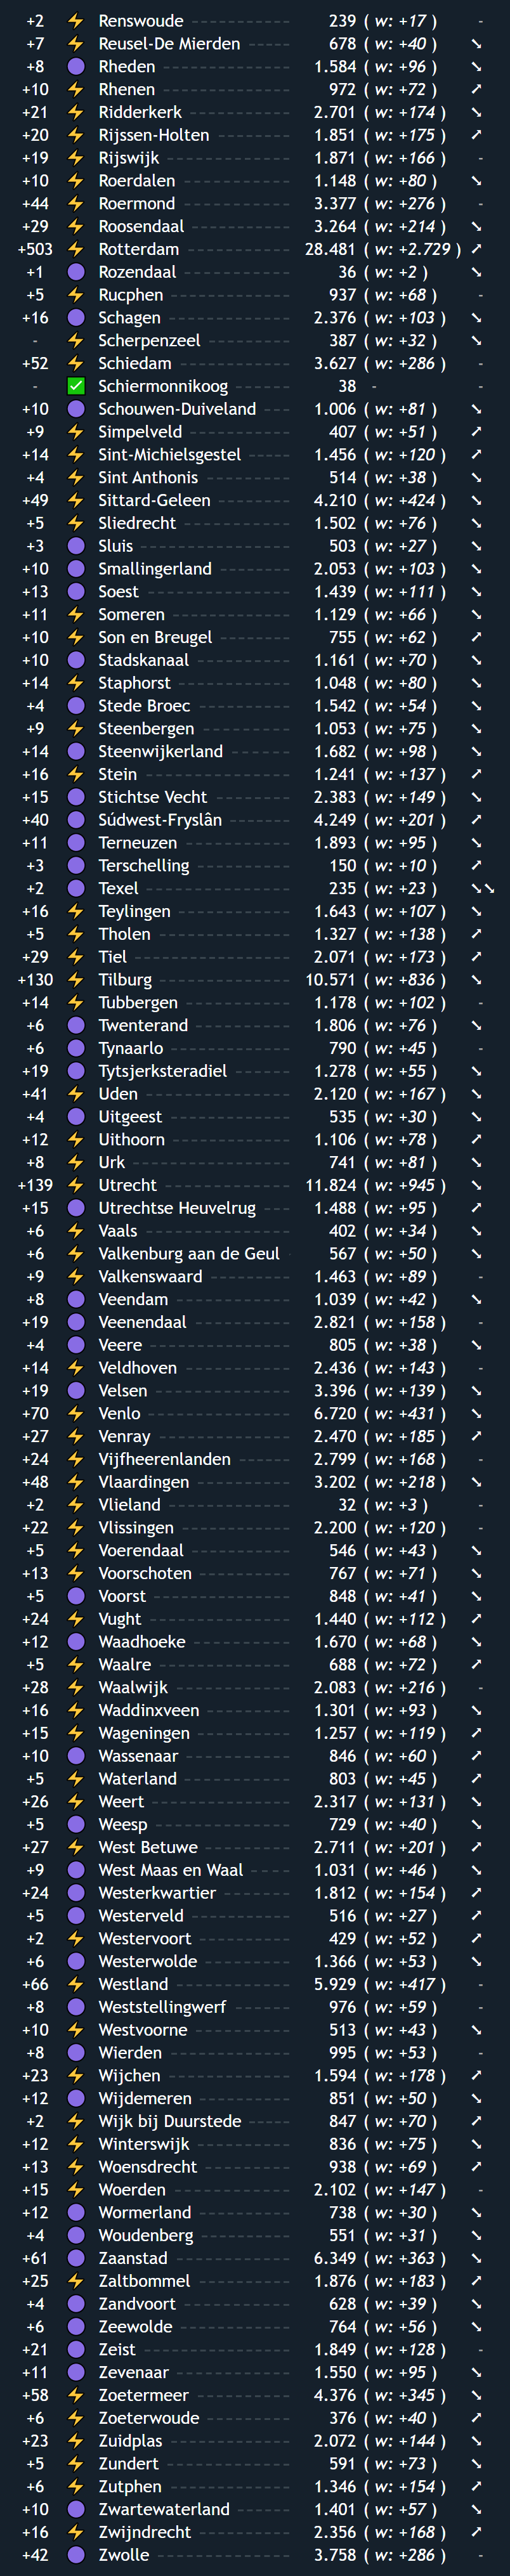 +2 ⚡ Renswoude 239 ( w: +17 ) -
+7 ⚡ Reusel-De Mierden 678 ( w: +40 ) ➘
+8 🟣 Rheden 1.584 ( w: +96 ) ➘
+10 ⚡ Rhenen 972 ( w: +72 ) ➚
+21 ⚡ Ridderkerk 2.701 ( w: +174 ) ➘
+20 ⚡ Rijssen-Holten 1.851 ( w: +175 ) ➚
+19 ⚡ Rijswijk 1.871 ( w: +166 ) -
+10 ⚡ Roerdalen 1.148 ( w: +80 ) ➘
+44 ⚡ Roermond 3.377 ( w: +276 ) -
+29 ⚡ Roosendaal 3.264 ( w: +214 ) ➘
+503 ⚡ Rotterdam 28.481 ( w: +2.729 ) ➚
+1 🟣 Rozendaal 36 ( w: +2 ) ➘
+5 ⚡ Rucphen 937 ( w: +68 ) -
+16 🟣 Schagen 2.376 ( w: +103 ) ➘
- ⚡ Scherpenzeel 387 ( w: +32 ) ➘
+52 ⚡ Schiedam 3.627 ( w: +286 ) -
- ✅ Schiermonnikoog 38 - -
+10 🟣 Schouwen-Duiveland 1.006 ( w: +81 ) ➘
+9 ⚡ Simpelveld 407 ( w: +51 ) ➚
+14 ⚡ Sint-Michielsgestel 1.456 ( w: +120 ) ➚
+4 ⚡ Sint Anthonis 514 ( w: +38 ) ➘
+49 ⚡ Sittard-Geleen 4.210 ( w: +424 ) ➘
+5 ⚡ Sliedrecht 1.502 ( w: +76 ) ➘
+3 🟣 Sluis 503 ( w: +27 ) ➘
+10 🟣 Smallingerland 2.053 ( w: +103 ) ➘
+13 🟣 Soest 1.439 ( w: +111 ) ➘
+11 ⚡ Someren 1.129 ( w: +66 ) ➘
+10 ⚡ Son en Breugel 755 ( w: +62 ) ➚
+10 🟣 Stadskanaal 1.161 ( w: +70 ) ➘
+14 ⚡ Staphorst 1.048 ( w: +80 ) ➘
+4 🟣 Stede Broec 1.542 ( w: +54 ) ➘
+9 ⚡ Steenbergen 1.053 ( w: +75 ) ➘
+14 🟣 Steenwijkerland 1.682 ( w: +98 ) ➘
+16 ⚡ Stein 1.241 ( w: +137 ) ➚
+15 🟣 Stichtse Vecht 2.383 ( w: +149 ) ➘
+40 🟣 Súdwest-Fryslân 4.249 ( w: +201 ) ➚
+11 🟣 Terneuzen 1.893 ( w: +95 ) ➘
+3 🟣 Terschelling 150 ( w: +10 ) ➚
+2 🟣 Texel 235 ( w: +23 ) ➘➘
+16 ⚡ Teylingen 1.643 ( w: +107 ) ➘
+5 ⚡ Tholen 1.327 ( w: +138 ) ➚
+29 ⚡ Tiel 2.071 ( w: +173 ) ➚
+130 ⚡ Tilburg 10.571 ( w: +836 ) ➘
+14 ⚡ Tubbergen 1.178 ( w: +102 ) -
+6 🟣 Twenterand 1.806 ( w: +76 ) ➘
+6 🟣 Tynaarlo 790 ( w: +45 ) -
+19 🟣 Tytsjerksteradiel 1.278 ( w: +55 ) ➘
+41 ⚡ Uden 2.120 ( w: +167 ) ➘
+4 🟣 Uitgeest 535 ( w: +30 ) ➘
+12 ⚡ Uithoorn 1.106 ( w: +78 ) ➚
+8 ⚡ Urk 741 ( w: +81 ) ➘
+139 ⚡ Utrecht 11.824 ( w: +945 ) ➘
+15 🟣 Utrechtse Heuvelrug 1.488 ( w: +95 ) ➚
+6 ⚡ Vaals 402 ( w: +34 ) ➘
+6 ⚡ Valkenburg aan de Geul 567 ( w: +50 ) ➘
+9 ⚡ Valkenswaard 1.463 ( w: +89 ) -
+8 🟣 Veendam 1.039 ( w: +42 ) ➘
+19 🟣 Veenendaal 2.821 ( w: +158 ) -
+4 🟣 Veere 805 ( w: +38 ) ➘
+14 ⚡ Veldhoven 2.436 ( w: +143 ) -
+19 🟣 Velsen 3.396 ( w: +139 ) ➘
+70 ⚡ Venlo 6.720 ( w: +431 ) ➘
+27 ⚡ Venray 2.470 ( w: +185 ) ➚
+24 ⚡ Vijfheerenlanden 2.799 ( w: +168 ) -
+48 ⚡ Vlaardingen 3.202 ( w: +218 ) ➘
+2 ⚡ Vlieland 32 ( w: +3 ) -
+22 ⚡ Vlissingen 2.200 ( w: +120 ) -
+5 ⚡ Voerendaal 546 ( w: +43 ) ➘
+13 ⚡ Voorschoten 767 ( w: +71 ) ➘
+5 🟣 Voorst 848 ( w: +41 ) ➘
+24 ⚡ Vught 1.440 ( w: +112 ) ➚
+12 🟣 Waadhoeke 1.670 ( w: +68 ) ➘
+5 ⚡ Waalre 688 ( w: +72 ) ➚
+28 ⚡ Waalwijk 2.083 ( w: +216 ) -
+16 ⚡ Waddinxveen 1.301 ( w: +93 ) ➘
+15 ⚡ Wageningen 1.257 ( w: +119 ) ➚
+10 🟣 Wassenaar 846 ( w: +60 ) ➚
+5 ⚡ Waterland 803 ( w: +45 ) ➚
+26 ⚡ Weert 2.317 ( w: +131 ) ➘
+5 🟣 Weesp 729 ( w: +40 ) ➘
+27 ⚡ West Betuwe 2.711 ( w: +201 ) ➚
+9 🟣 West Maas en Waal 1.031 ( w: +46 ) ➘
+24 🟣 Westerkwartier 1.812 ( w: +154 ) ➚
+5 🟣 Westerveld 516 ( w: +27 ) ➚
+2 ⚡ Westervoort 429 ( w: +52 ) ➚
+6 🟣 Westerwolde 1.366 ( w: +53 ) ➘
+66 ⚡ Westland 5.929 ( w: +417 ) -
+8 🟣 Weststellingwerf 976 ( w: +59 ) -
+10 ⚡ Westvoorne 513 ( w: +43 ) ➘
+8 🟣 Wierden 995 ( w: +53 ) -
+23 ⚡ Wijchen 1.594 ( w: +178 ) ➚
+12 🟣 Wijdemeren 851 ( w: +50 ) ➘
+2 ⚡ Wijk bij Duurstede 847 ( w: +70 ) ➚
+12 ⚡ Winterswijk 836 ( w: +75 ) ➘
+13 ⚡ Woensdrecht 938 ( w: +69 ) ➚
+15 ⚡ Woerden 2.102 ( w: +147 ) -
+12 🟣 Wormerland 738 ( w: +30 ) ➘
+4 🟣 Woudenberg 551 ( w: +31 ) ➘
+61 🟣 Zaanstad 6.349 ( w: +363 ) ➘
+25 ⚡ Zaltbommel 1.876 ( w: +183 ) ➚
+4 🟣 Zandvoort 628 ( w: +39 ) ➘
+6 🟣 Zeewolde 764 ( w: +56 ) ➘
+21 🟣 Zeist 1.849 ( w: +128 ) -
+11 🟣 Zevenaar 1.550 ( w: +95 ) ➘
+58 ⚡ Zoetermeer 4.376 ( w: +345 ) ➘
+6 ⚡ Zoeterwoude 376 ( w: +40 ) ➚
+23 ⚡ Zuidplas 2.072 ( w: +144 ) ➘
+5 ⚡ Zundert 591 ( w: +73 ) ➘
+6 ⚡ Zutphen 1.346 ( w: +154 ) ➚
+10 🟣 Zwartewaterland 1.401 ( w: +57 ) ➘
+16 ⚡ Zwijndrecht 2.356 ( w: +168 ) ➚
+42 🟣 Zwolle 3.758 ( w: +286 ) -